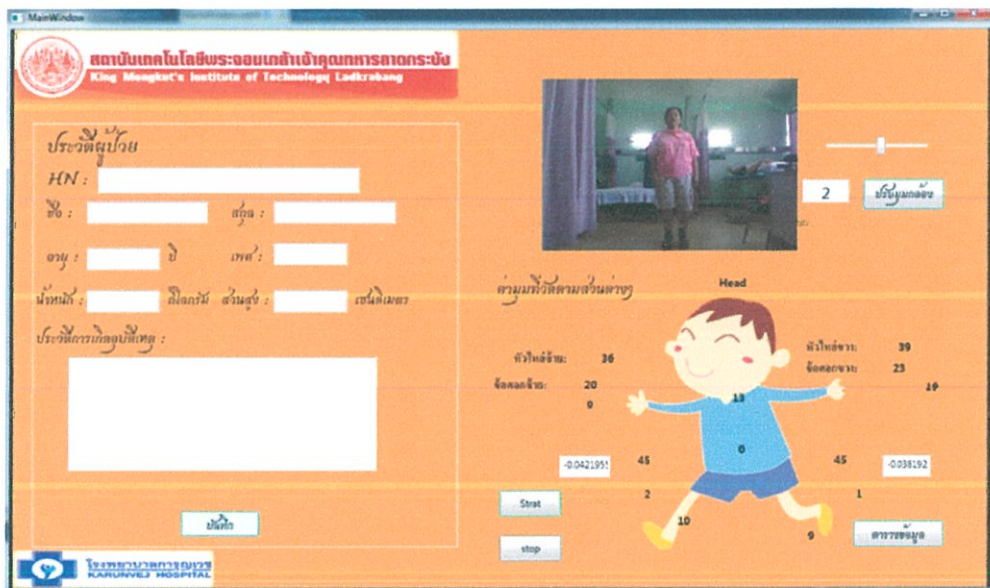 MainWindow
สถาบันเทคโนโลยีพระจอมเกล้าเจ้าคุณทหารลาดกระบัง
King Mongkut's Institute of Technology Ladkrabang
ประวัติผู้ป่วย
HN :
ชื่อ : สกุล :
อายุ : ปี เพศ :
น้ำหนัก : กิโลกรัม ส่วนสูง : เซนติเมตร
ประวัติการเกิดอุบัติเหตุ :
บันทึก
โรงพยาบาลการุญเวช
KARUNVEJ HOSPITAL
2 ปรับมุมกล้อง
ค่ามุมที่วัดตามส่วนต่างๆ
Head
หัวไหล่ซ้าย: 36
ข้อศอกซ้าย: 20
9
หัวไหล่ขวา: 39
ข้อศอกขวา: 23
19
13
0
-0.042195 45
45 -0.038192
2
1
10
9
Strat
stop
ตารางข้อมูล